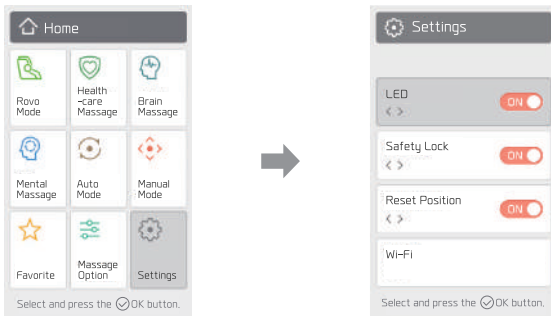 Home
Rovo
Mode
Health
-care
Massage
Brain
Massage
Mental
Massage
Auto
Mode
Manual
Mode
Favorite
Massage
Option
Settings
Select and press the OK button.
Settings
LED
< >
ON
Safety Lock
< >
ON
Reset Position
< >
ON
Wi-Fi
Select and press the OK button.